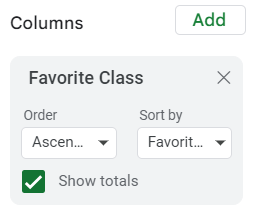 Columns Add
Favorite Class
Order Sort by
Ascen... Favorit...
Show totals